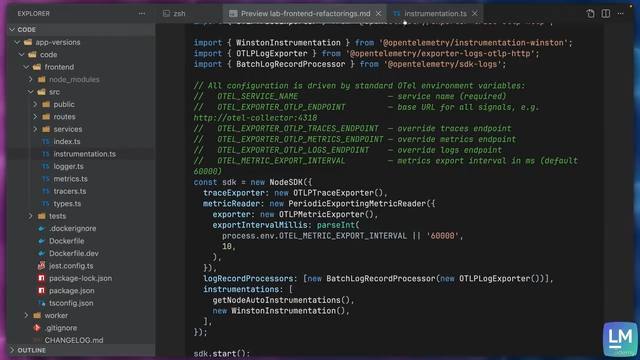 EXPLORER
zsh
Preview lab-frontend-refactorings.md
instrumentation.ts
CODE
app-versions
code
frontend
node_modules
src
public
routes
services
index.ts
instrumentation.ts
logger.ts
metrics.ts
tracers.ts
types.ts
tests
.dockerignore
Dockerfile
Dockerfile.dev
jest.config.ts
package-lock.json
package.json
tsconfig.json
worker
.gitignore
CHANGELOG.md
import { WinstonInstrumentation } from '@opentelemetry/instrumentation-winston';
import { OTLPLogExporter } from '@opentelemetry/exporter-logs-otlp-http';
import { BatchLogRecordProcessor } from '@opentelemetry/sdk-logs';
// All configuration is driven by standard OTel environment variables:
// OTEL_SERVICE_NAME – service name (required)
// OTEL_EXPORTER_OTLP_ENDPOINT – base URL for all signals, e.g.
http://otel-collector:4318
// OTEL_EXPORTER_OTLP_TRACES_ENDPOINT – override traces endpoint
// OTEL_EXPORTER_OTLP_METRICS_ENDPOINT – override metrics endpoint
// OTEL_EXPORTER_OTLP_LOGS_ENDPOINT – override logs endpoint
// OTEL_METRIC_EXPORT_INTERVAL – metrics export interval in ms (default
60000)
const sdk = new NodeSDK({
traceExporter: new OTLPTraceExporter(),
metricReader: new PeriodicExportingMetricReader({
exporter: new OTLPMetricExporter(),
exportIntervalMillis: parseInt(
process.env.OTEL_METRIC_EXPORT_INTERVAL || '60000',
10,
),
}),
logRecordProcessors: [new BatchLogRecordProcessor(new OTLPLogExporter())],
instrumentations: [
getNodeAutoInstrumentations(),
new WinstonInstrumentation(),
],
});
sdk.start();
LM